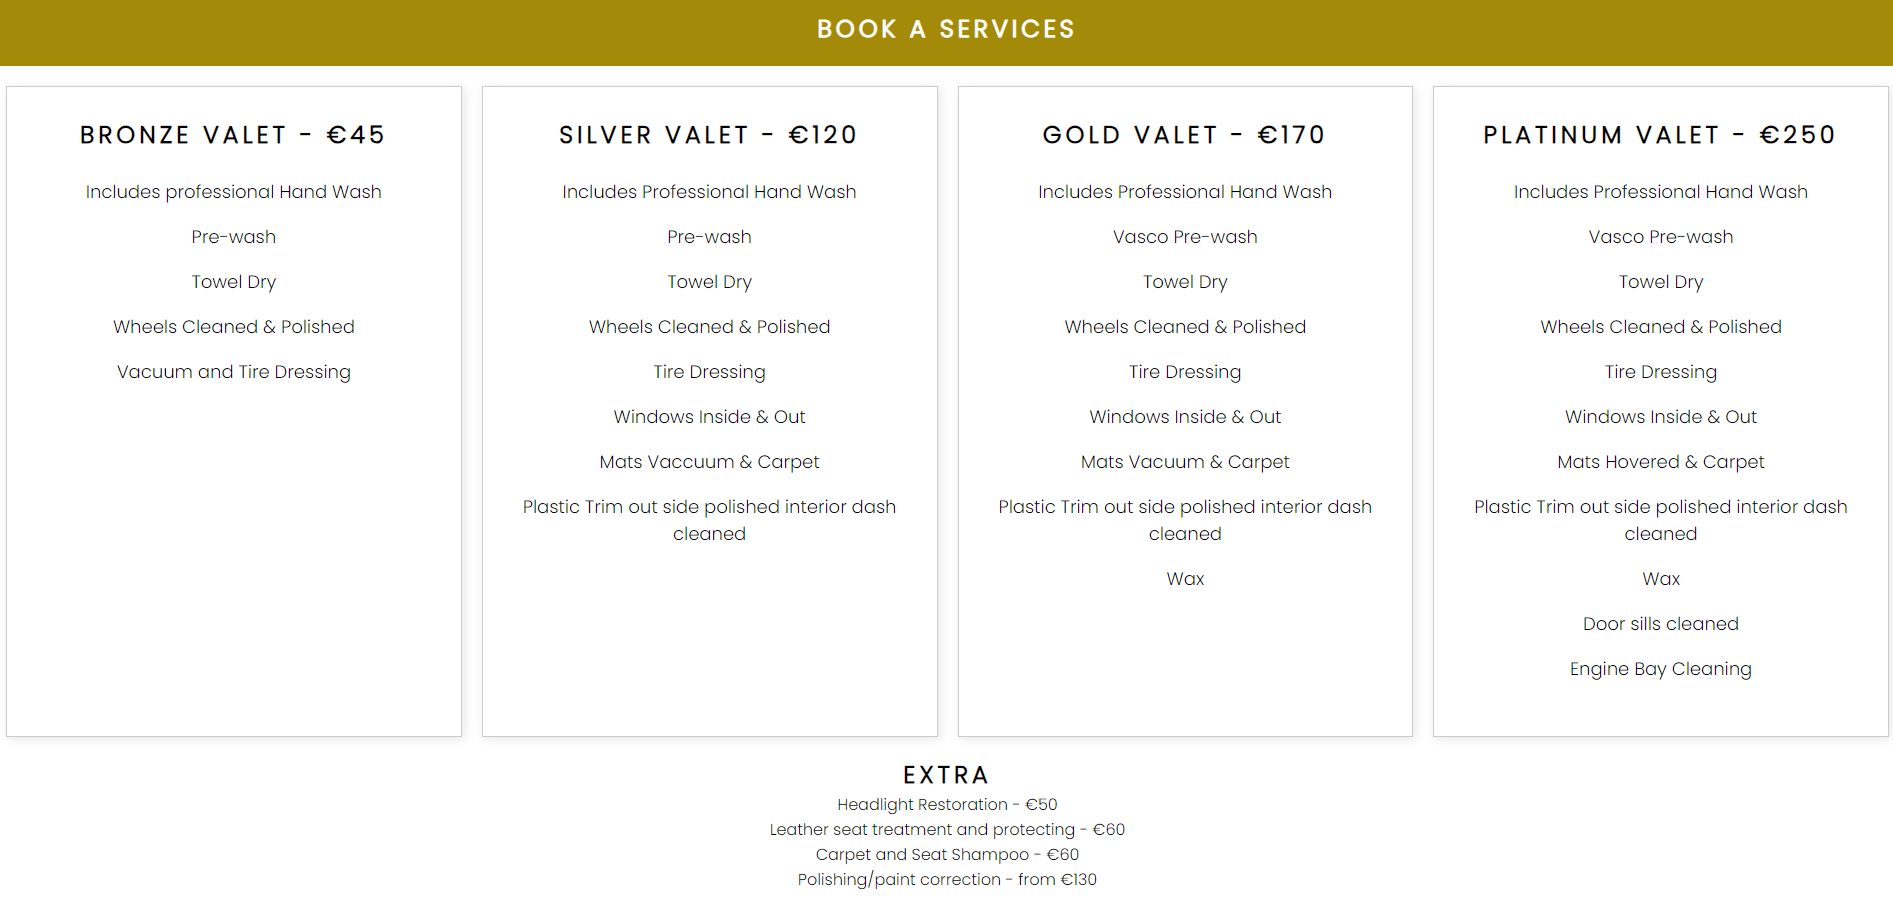 BOOK A SERVICES
BRONZE VALET - €45
Includes professional Hand Wash
Pre-wash
Towel Dry
Wheels Cleaned & Polished
Vacuum and Tire Dressing
SILVER VALET - €120
Includes Professional Hand Wash
Pre-wash
Towel Dry
Wheels Cleaned & Polished
Tire Dressing
Windows Inside & Out
Mats Vaccuum & Carpet
Plastic Trim out side polished interior dash
cleaned
GOLD VALET - €170
Includes Professional Hand Wash
Vasco Pre-wash
Towel Dry
Wheels Cleaned & Polished
Tire Dressing
Windows Inside & Out
Mats Vacuum & Carpet
Plastic Trim out side polished interior dash
cleaned
Wax
PLATINUM VALET - €250
Includes Professional Hand Wash
Vasco Pre-wash
Towel Dry
Wheels Cleaned & Polished
Tire Dressing
Windows Inside & Out
Mats Hovered & Carpet
Plastic Trim out side polished interior dash
cleaned
Wax
Door sills cleaned
Engine Bay Cleaning
EXTRA
Headlight Restoration - €50
Leather seat treatment and protecting - €60
Carpet and Seat Shampoo - €60
Polishing/paint correction - from €130